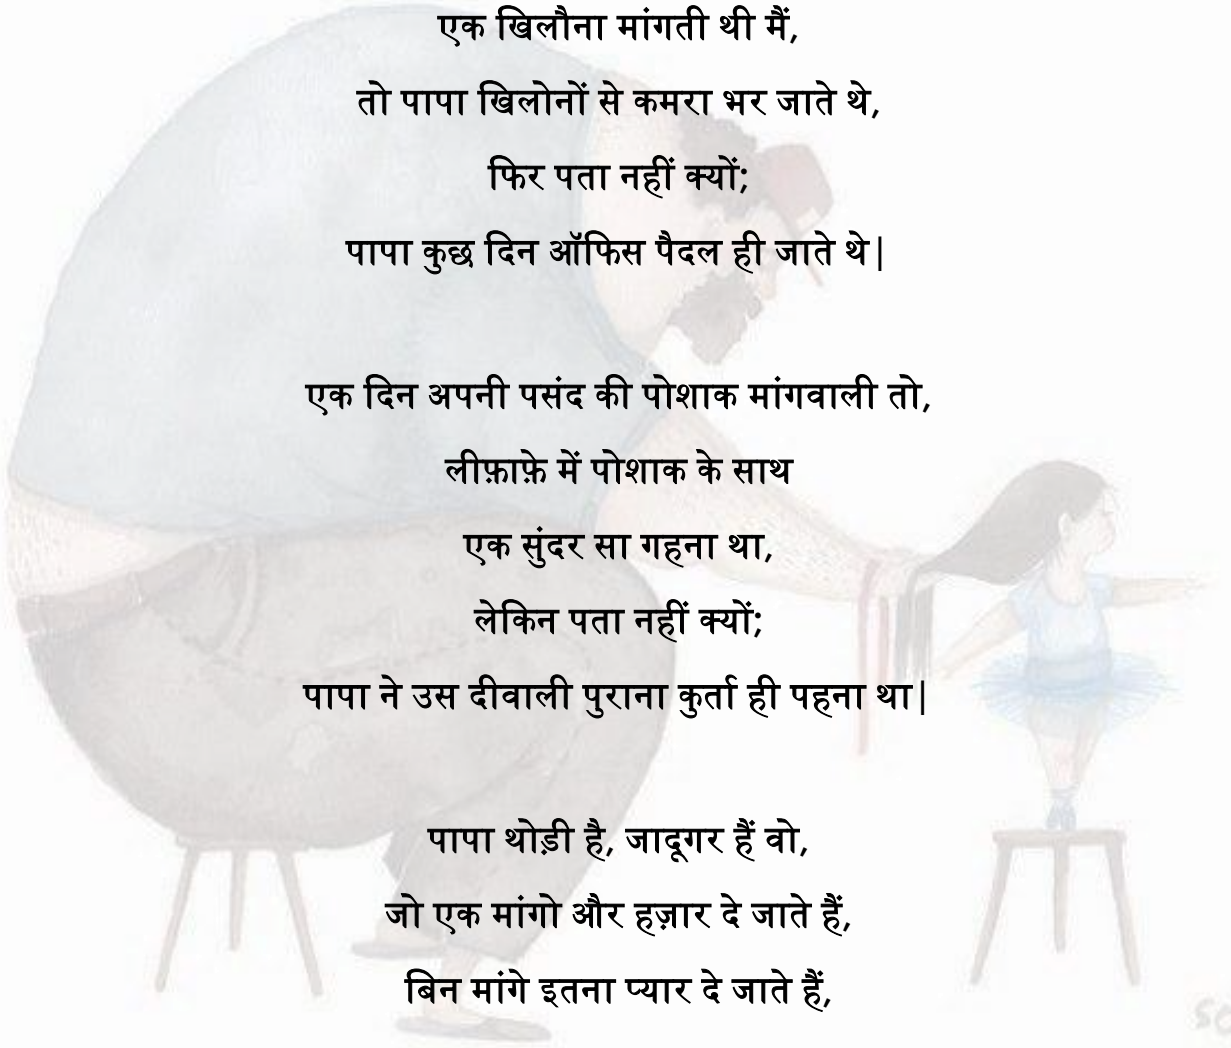 एक खिलौना मांगती थी मैं,
तो पापा खिलोनों से कमरा भर जाते थे,
फिर पता नहीं क्यों;
पापा कुछ दिन ऑफिस पैदल ही जाते थे|
एक दिन अपनी पसंद की पोशाक मांगवाली तो,
लीफ़ाफ़े में पोशाक के साथ
एक सुंदर सा गहना था,
लेकिन पता नहीं क्यों;
पापा ने उस दीवाली पुराना कुर्ता ही पहना था|
पापा थोड़ी है, जादूगर हैं वो,
जो एक मांगो और हज़ार दे जाते हैं,
बिन मांगे इतना प्यार दे जाते हैं,